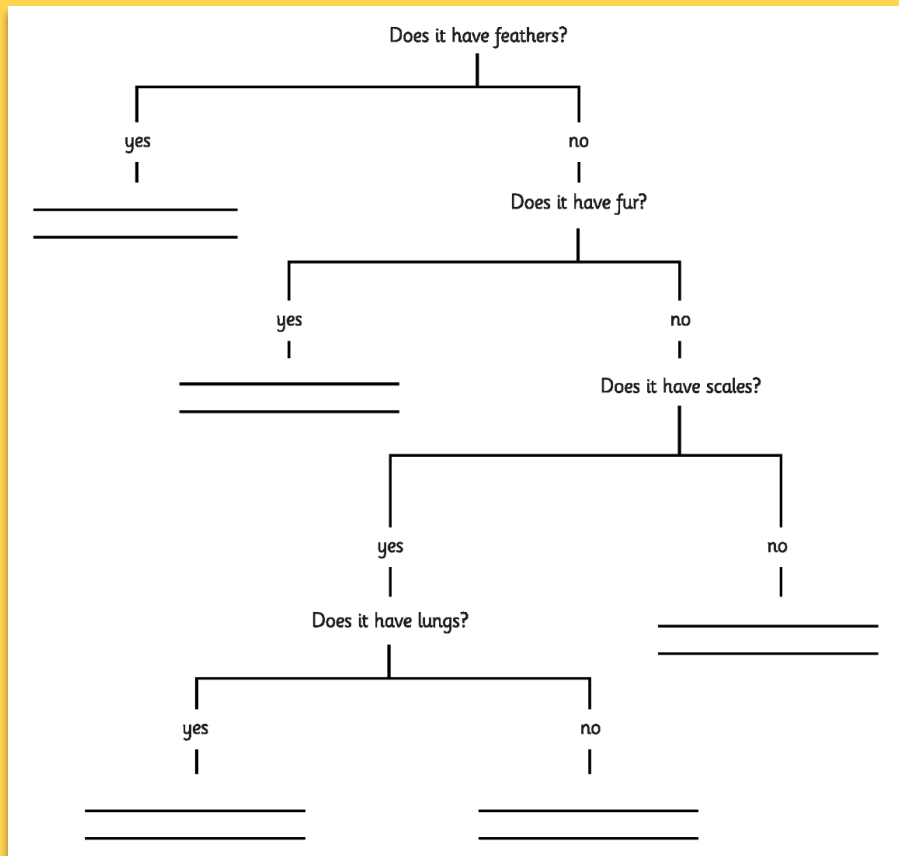 Does it have feathers?
yes
no
Does it have fur?
yes
no
Does it have scales?
yes
no
Does it have lungs?
yes
no